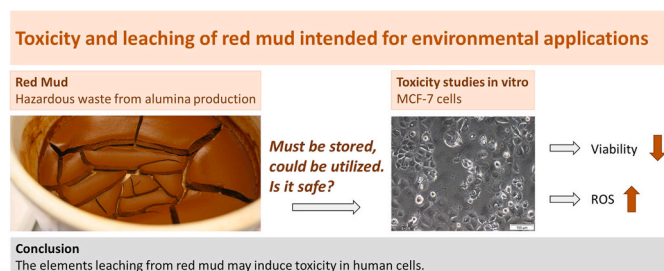 Toxicity and leaching of red mud intended for environmental applications
Red Mud
Hazardous waste from alumina production
Toxicity studies in vitro
MCF-7 cells
Must be stored,
could be utilized.
Is it safe?
Viability
ROS
Conclusion
The elements leaching from red mud may induce toxicity in human cells.